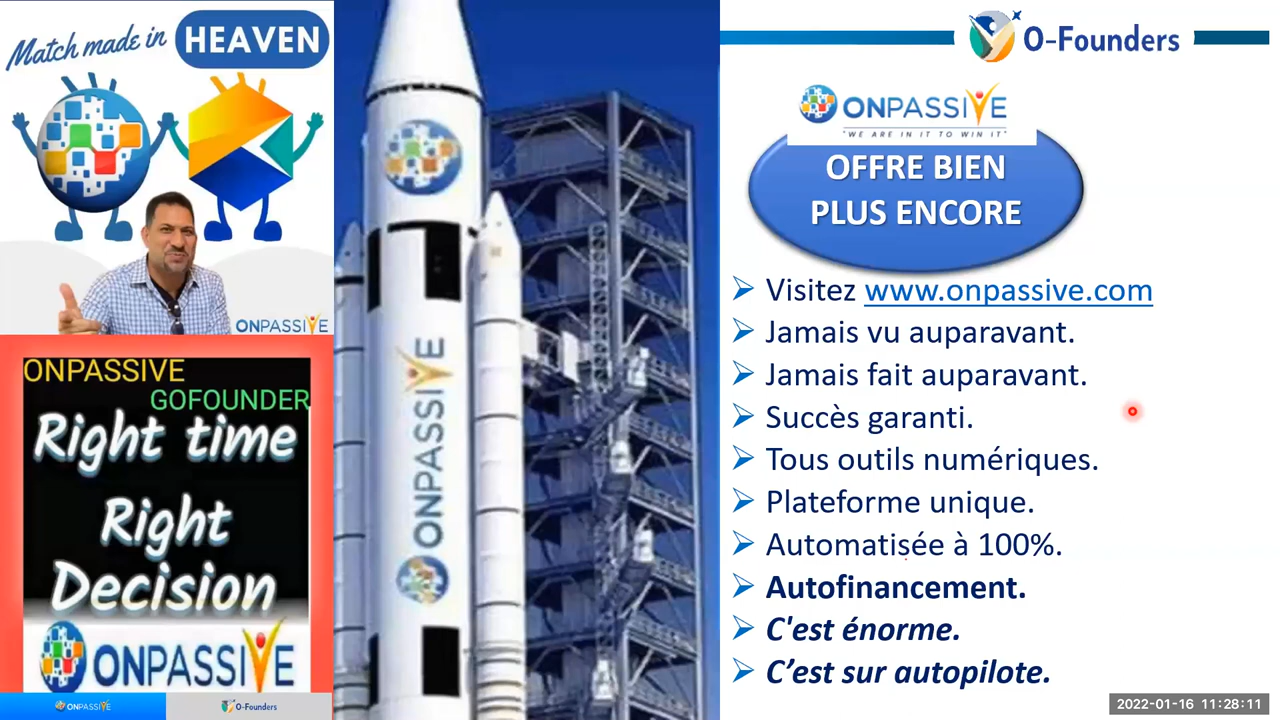 Match made in HEAVEN
ONPASSIVE
ONPASSIVE
GOFOUNDER
Right time
Right
Decision
ONPASSIVE
ONPASSIVE
O-Founders
ONPASSIVE
O-Founders
ONPASSIVE
"WE ARE IN IT TO WIN IT"
OFFRE BIEN
PLUS ENCORE
Visitez www.onpassive.com
Jamais vu auparavant.
Jamais fait auparavant.
Succès garanti.
Tous outils numériques.
Plateforme unique.
Automatisée à 100%.
Autofinancement.
C'est énorme.
C’est sur autopilote.
2022-01-16 11:28:11